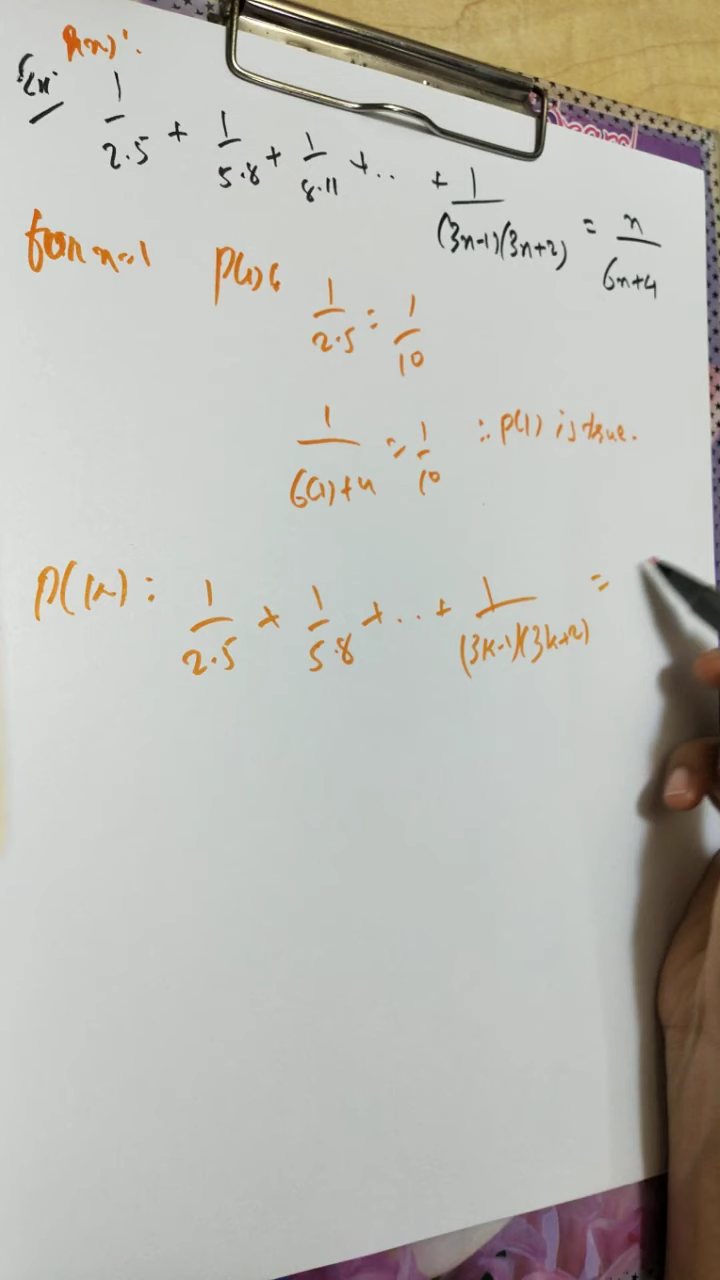 P(n):
Ex: 1/2.5 + 1/5.8 + 1/8.11 + .. + 1/(3n-1)(3n+2) = n/6n+4
for n=1 P(1): 1/2.5 = 1/10
1/6(1)+4 = 1/10 ∴ P(1) is true.
P(k): 1/2.5 + 1/5.8 + .. + 1/(3k-1)(3k+2) =